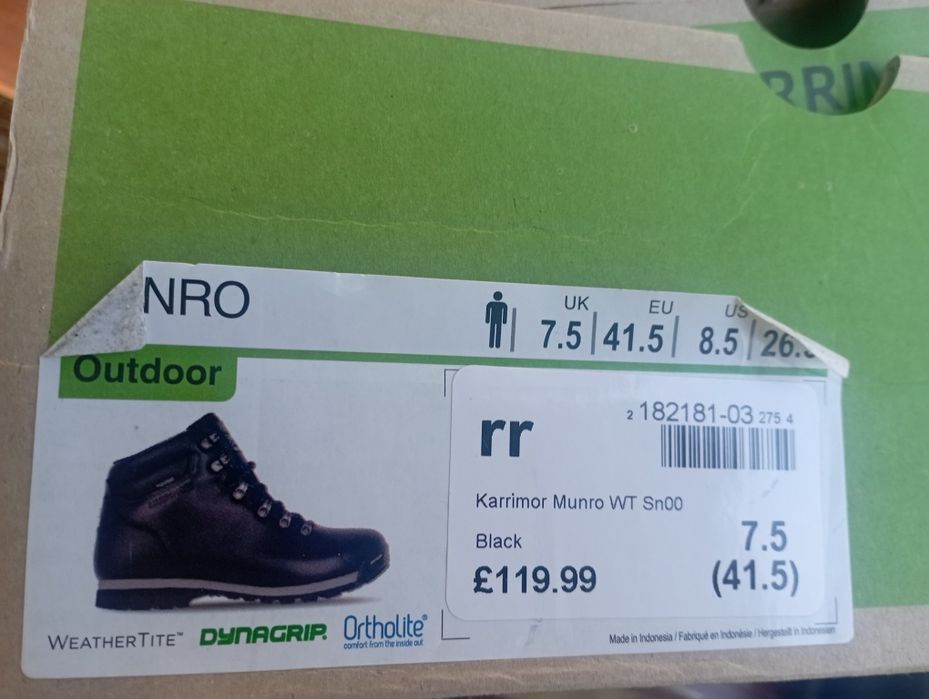 NRO
UK EU US
7.5 41.5 8.5
Outdoor
rr
2 182181-03 275 4
Karrimor Munro WT Sn00
Black
7.5
£119.99
(41.5)
WEATHERTITE™ DYNAGRIP. Ortholite®
comfort from the inside out
Made in Indonesia / Fabriqué en Indonésie / Hergestellt in Indonesien